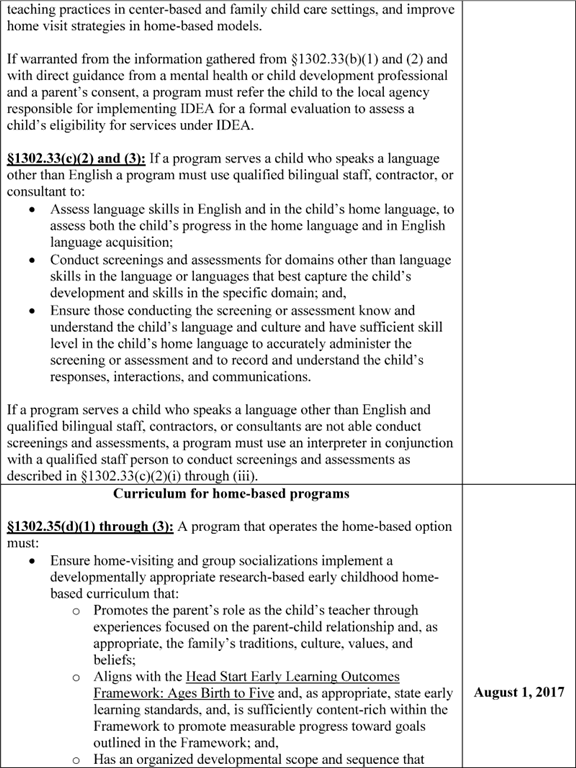 teaching practices in center-based and family child care settings, and improve
home visit strategies in home-based models.
If warranted from the information gathered from §1302.33(b)(1) and (2) and
with direct guidance from a mental health or child development professional
and a parent's consent, a program must refer the child to the local agency
responsible for implementing IDEA for a formal evaluation to assess a
child's eligibility for services under IDEA.
§1302.33(c)(2) and (3): If a program serves a child who speaks a language
other than English a program must use qualified bilingual staff, contractor, or
consultant to:
• Assess language skills in English and in the child's home language, to
assess both the child's progress in the home language and in English
language acquisition;
• Conduct screenings and assessments for domains other than language
skills in the language or languages that best capture the child's
development and skills in the specific domain; and,
• Ensure those conducting the screening or assessment know and
understand the child's language and culture and have sufficient skill
level in the child's home language to accurately administer the
screening or assessment and to record and understand the child's
responses, interactions, and communications.
If a program serves a child who speaks a language other than English and
qualified bilingual staff, contractors, or consultants are not able conduct
screenings and assessments, a program must use an interpreter in conjunction
with a qualified staff person to conduct screenings and assessments as
described in §1302.33(c)(2)(i) through (iii).
Curriculum for home-based programs
§1302.35(d)(1) through (3): A program that operates the home-based option
must:
• Ensure home-visiting and group socializations implement a
developmentally appropriate research-based early childhood home-
based curriculum that:
o Promotes the parent's role as the child's teacher through
experiences focused on the parent-child relationship and, as
appropriate, the family's traditions, culture, values, and
beliefs;
o Aligns with the Head Start Early Learning Outcomes
Framework: Ages Birth to Five and, as appropriate, state early
learning standards, and, is sufficiently content-rich within the
Framework to promote measurable progress toward goals
outlined in the Framework; and,
o Has an organized developmental scope and sequence that
August 1, 2017